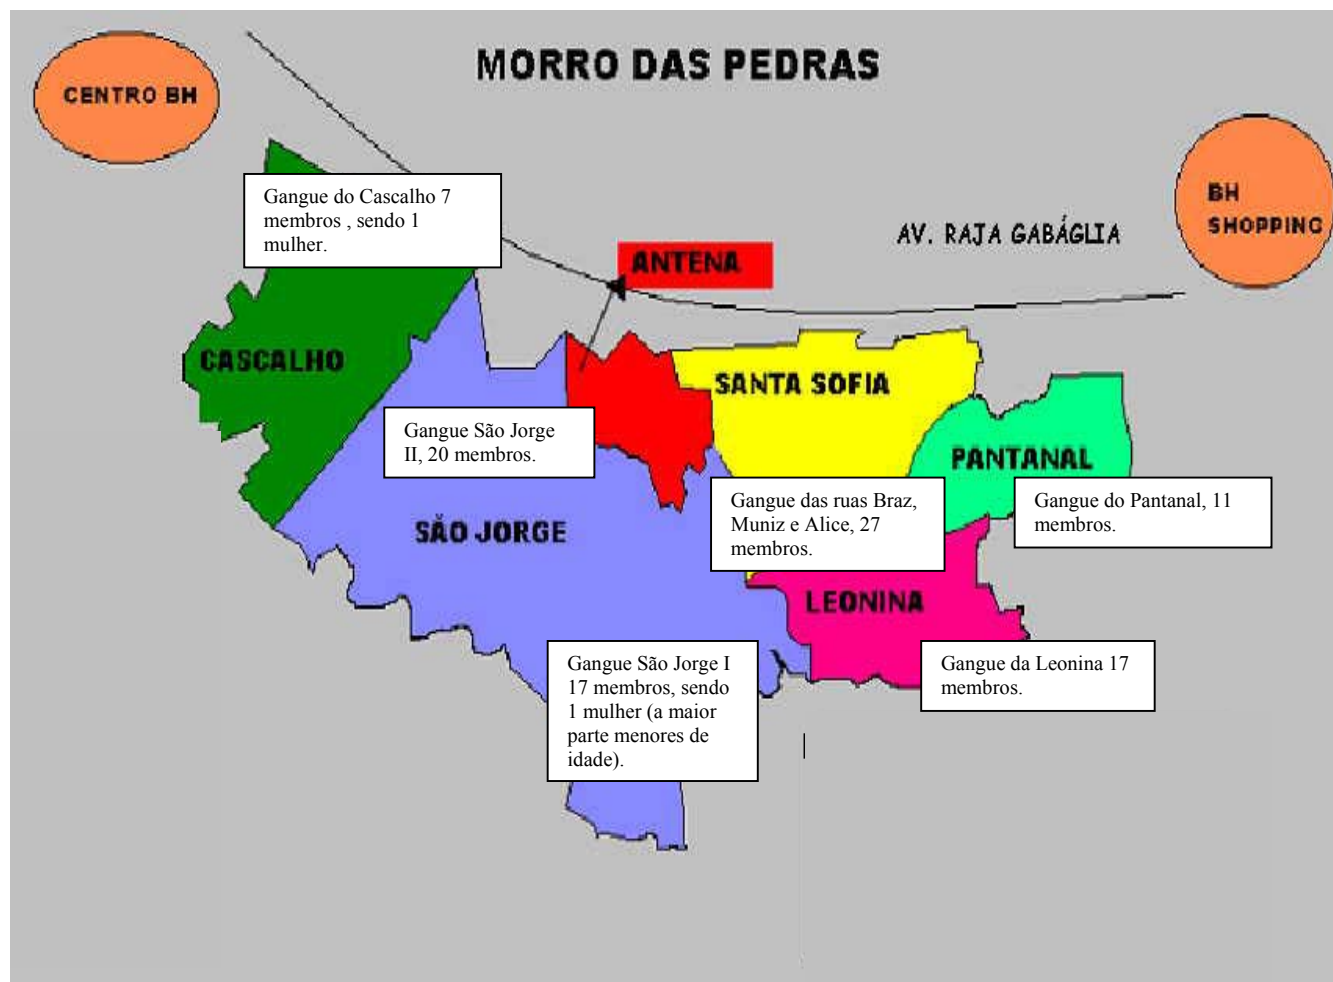 MORRO DAS PEDRAS
CENTRO BH
BH
SHOPPING
Gangue do Cascalho 7
membros , sendo 1
mulher.
AV. RAJA GABÁGLIA
ANTENA
CASCALHO
SANTA SOFIA
Gangue São Jorge
II, 20 membros.
PANTANAL
Gangue das ruas Braz,
Muniz e Alice, 27
membros.
Gangue do Pantanal, 11
membros.
SÃO JORGE
LEONINA
Gangue São Jorge I
17 membros, sendo
1 mulher (a maior
parte menores de
idade).
Gangue da Leonina 17
membros.